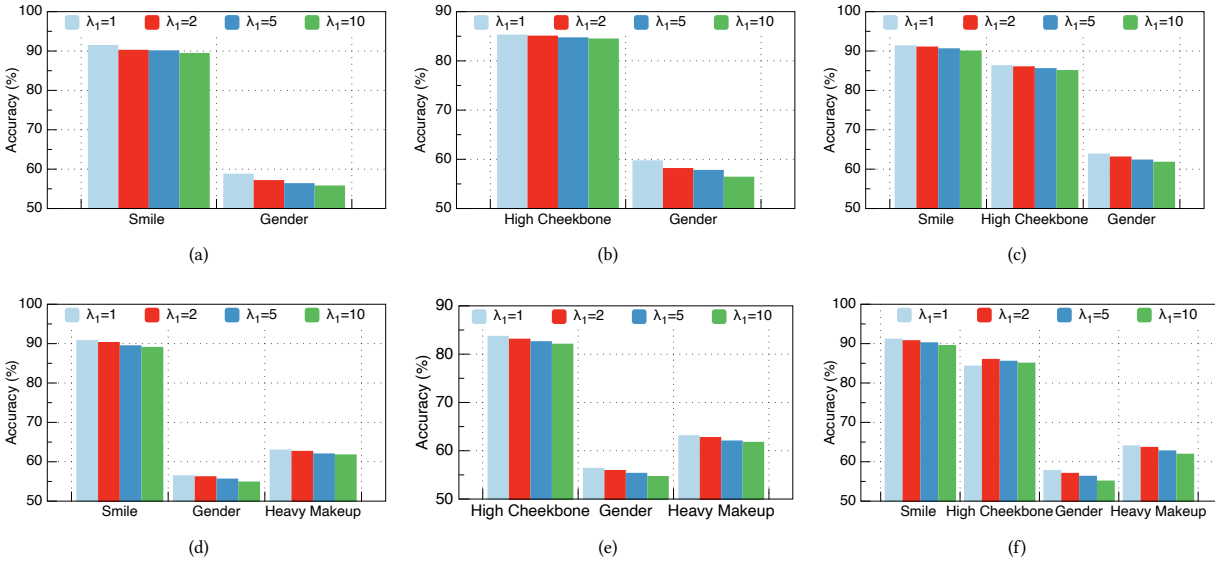 100
90
80
70
60
50
Accuracy (%)
λ1=1 λ1=2 λ1=5 λ1=10
Smile Gender
(a)
90
80
70
60
50
Accuracy (%)
λ1=1 λ1=2 λ1=5 λ1=10
High Cheekbone Gender
(b)
100
90
80
70
60
50
Accuracy (%)
λ1=1 λ1=2 λ1=5 λ1=10
Smile High Cheekbone Gender
(c)
100
90
80
70
60
50
Accuracy (%)
λ1=1 λ1=2 λ1=5 λ1=10
Smile Gender Heavy Makeup
(d)
90
80
70
60
50
Accuracy (%)
λ1=1 λ1=2 λ1=5 λ1=10
High Cheekbone Gender Heavy Makeup
(e)
100
90
80
70
60
50
Accuracy (%)
λ1=1 λ1=2 λ1=5 λ1=10
Smile High Cheekbone Gender Heavy Makeup
(f)